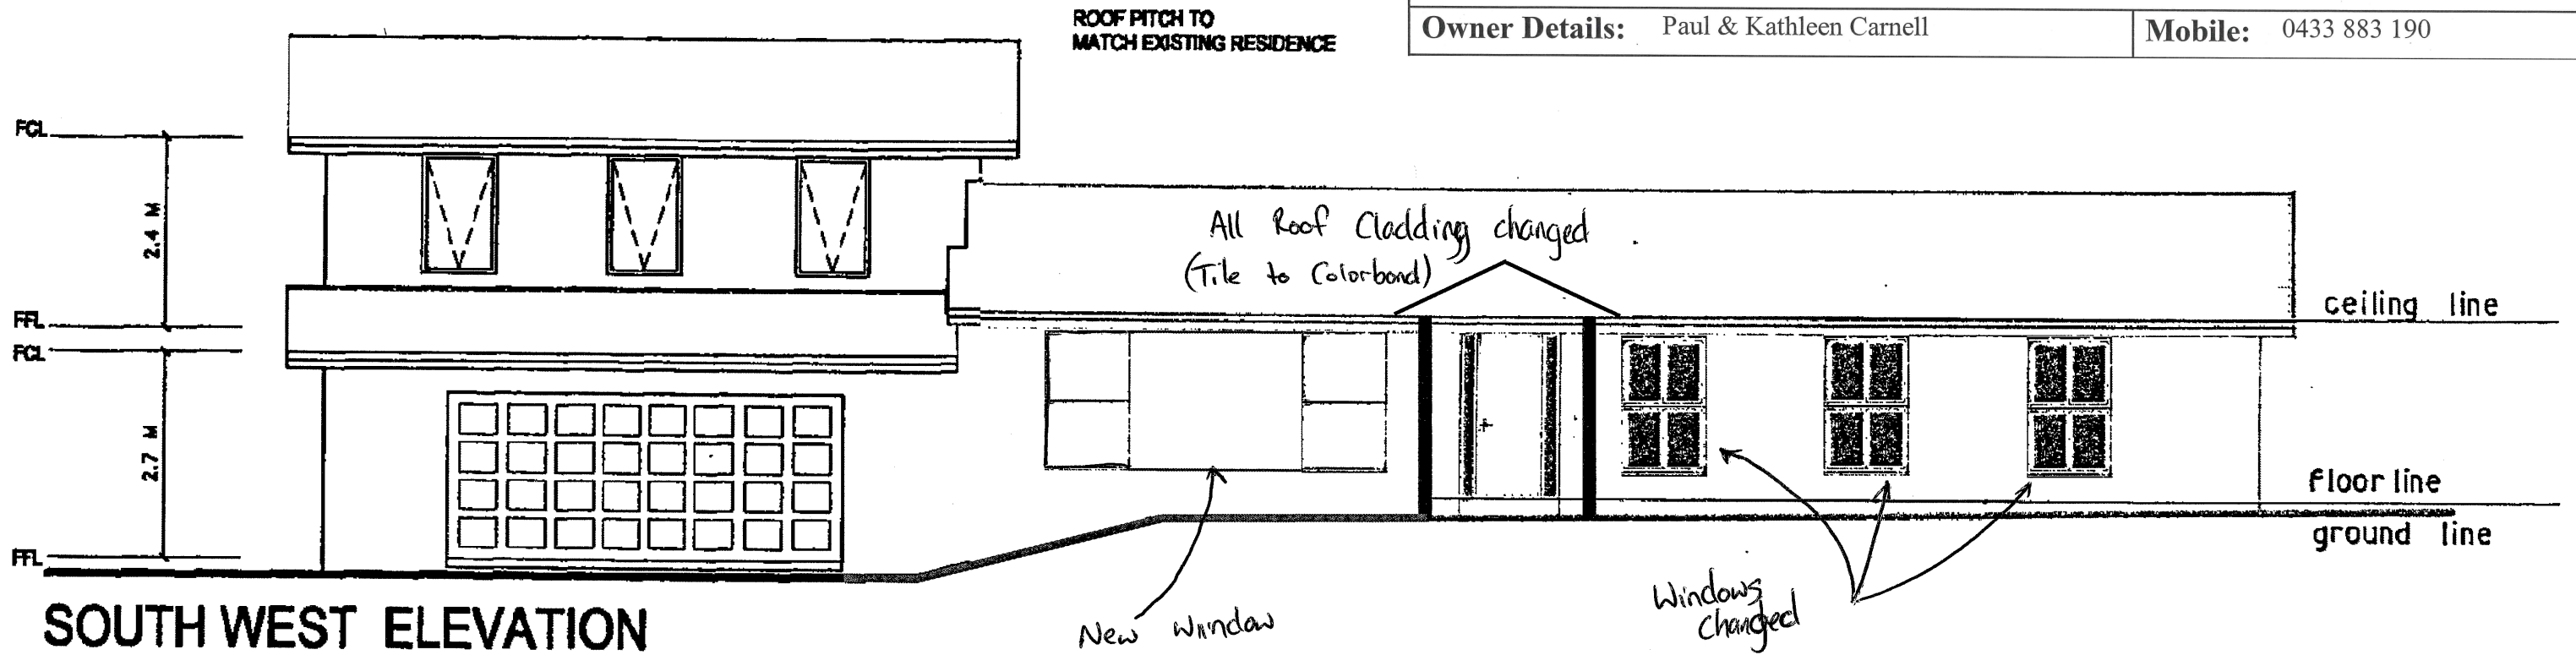 ROOF PITCH TO
MATCH EXISTING RESIDENCE
Owner Details: Paul & Kathleen Carnell Mobile: 0433 883 190
FCL
2.4 M
FFL
FCL
2.7 M
FFL
All Roof Cladding changed
(Tile to Colorbond)
ceiling line
floor line
ground line
New Window
Windows
changed
SOUTH WEST ELEVATION